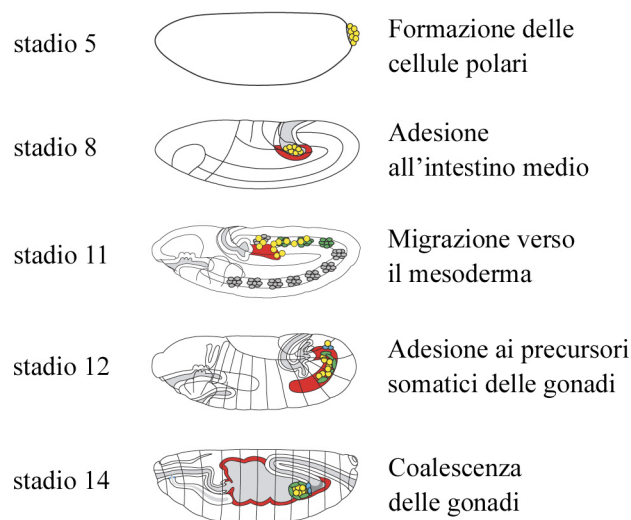 stadio 5
Formazione delle
cellule polari
stadio 8
Adesione
all'intestino medio
stadio 11
Migrazione verso
il mesoderma
stadio 12
Adesione ai precursori
somatici delle gonadi
stadio 14
Coalescenza
delle gonadi